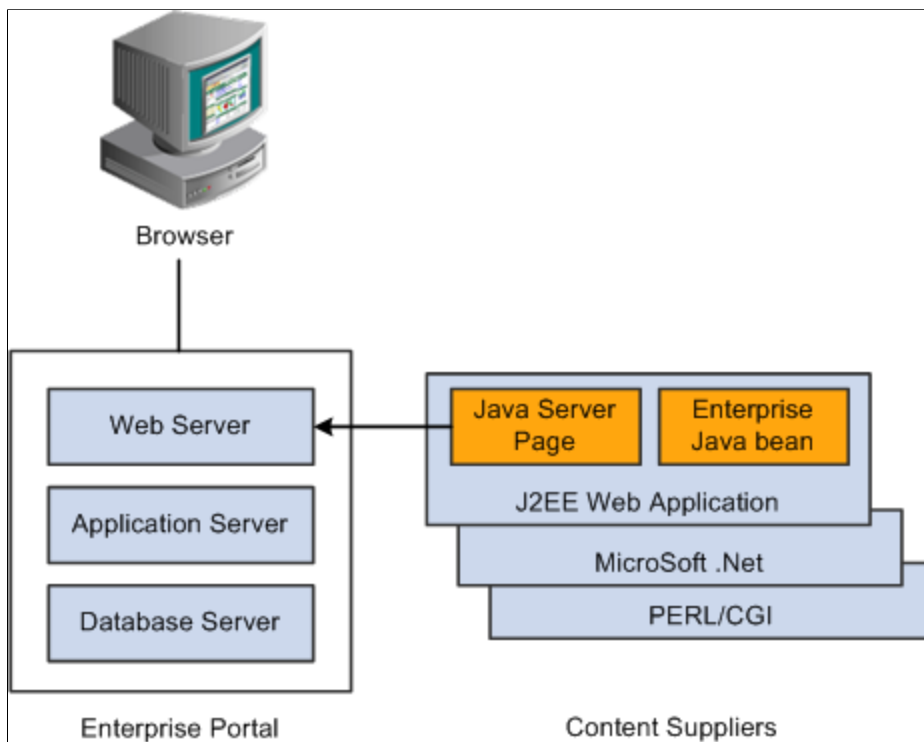 Browser
Web Server
Application Server
Database Server
Enterprise Portal
Java Server
Page
Enterprise
Java bean
J2EE Web Application
MicroSoft .Net
PERL/CGI
Content Suppliers